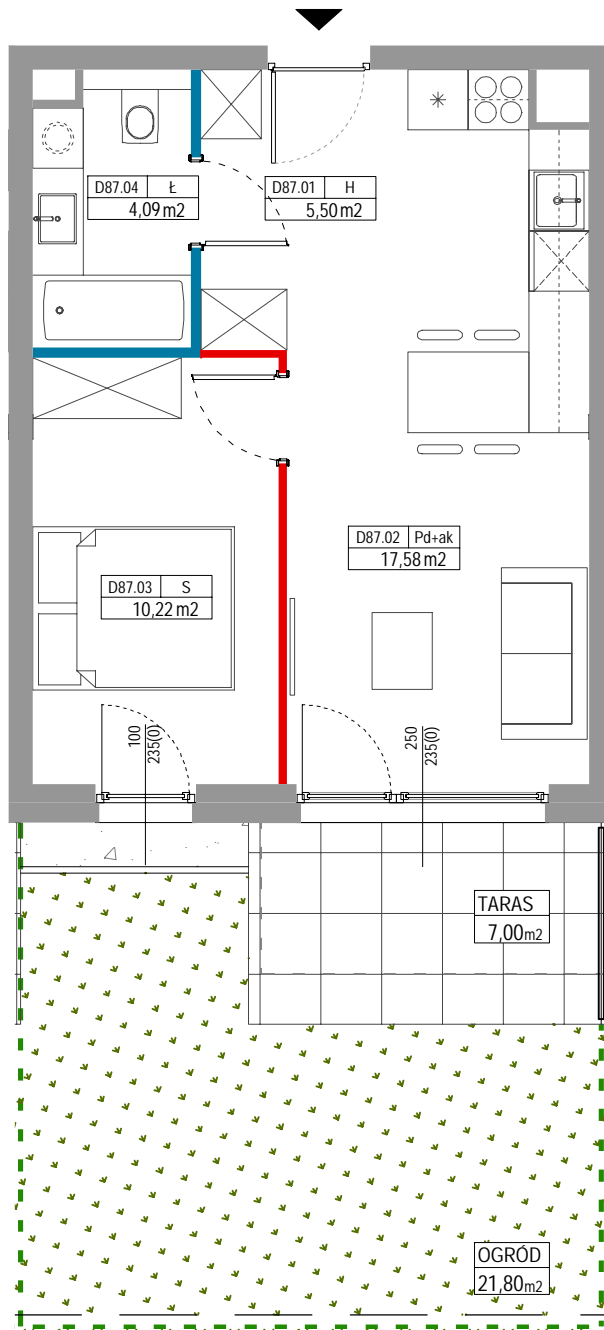 D87.04 Ł
4,09 m2
D87.01 H
5,50 m2
D87.02 Pd+ak
17,58 m2
D87.03 S
10,22 m2
100
235(0)
250
235(0)
TARAS
7,00m2
OGRÓD
21,80m2